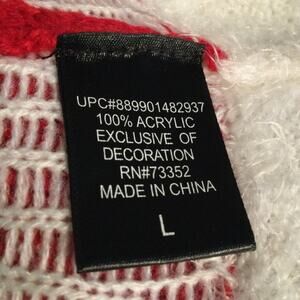 UPC#889901482937
100% ACRYLIC
EXCLUSIVE OF
DECORATION
RN#73352
MADE IN CHINA
L